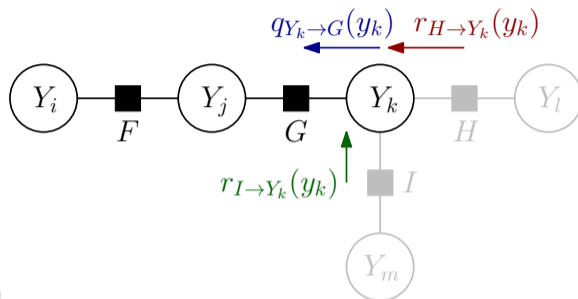 q_{Y_k→G}(y_k) r_{H→Y_k}(y_k)
Y_i Y_j Y_k Y_l
F G H
r_{I→Y_k}(y_k) I
Y_m